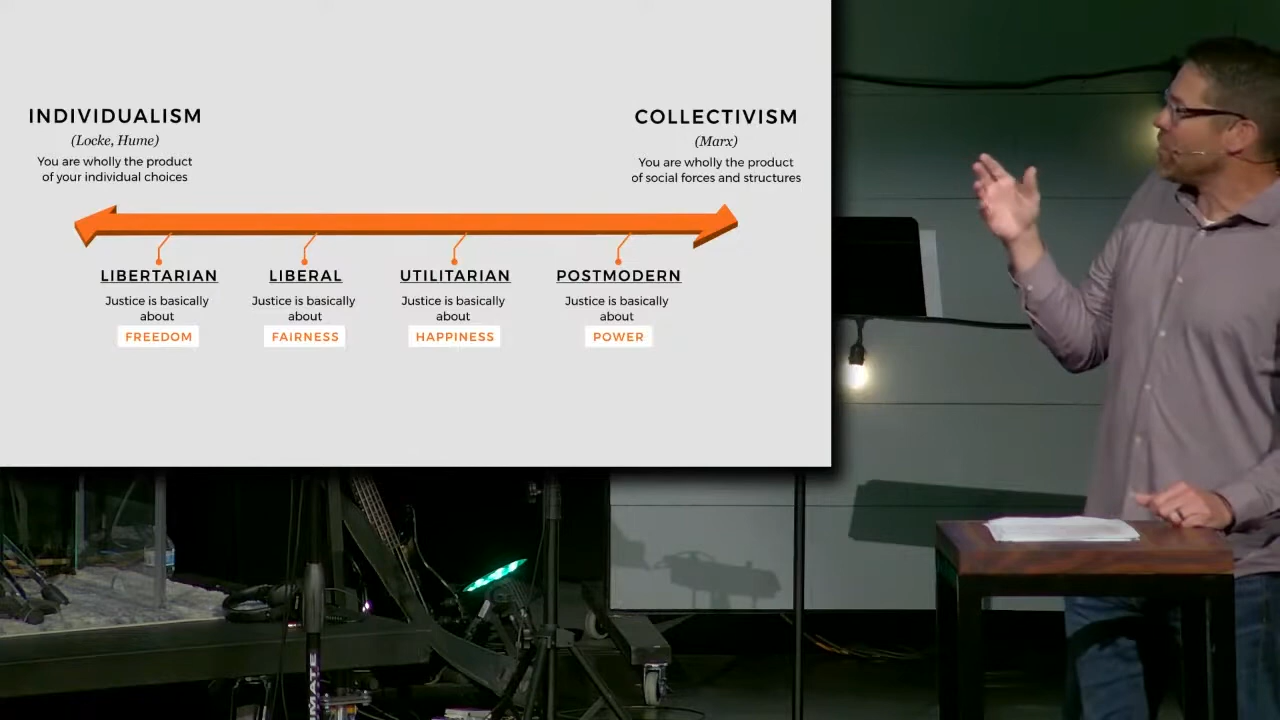 INDIVIDUALISM
(Locke, Hume)
You are wholly the product
of your individual choices
COLLECTIVISM
(Marx)
You are wholly the product
of social forces and structures
LIBERTARIAN
Justice is basically
about
FREEDOM
LIBERAL
Justice is basically
about
FAIRNESS
UTILITARIAN
Justice is basically
about
HAPPINESS
POSTMODERN
Justice is basically
about
POWER